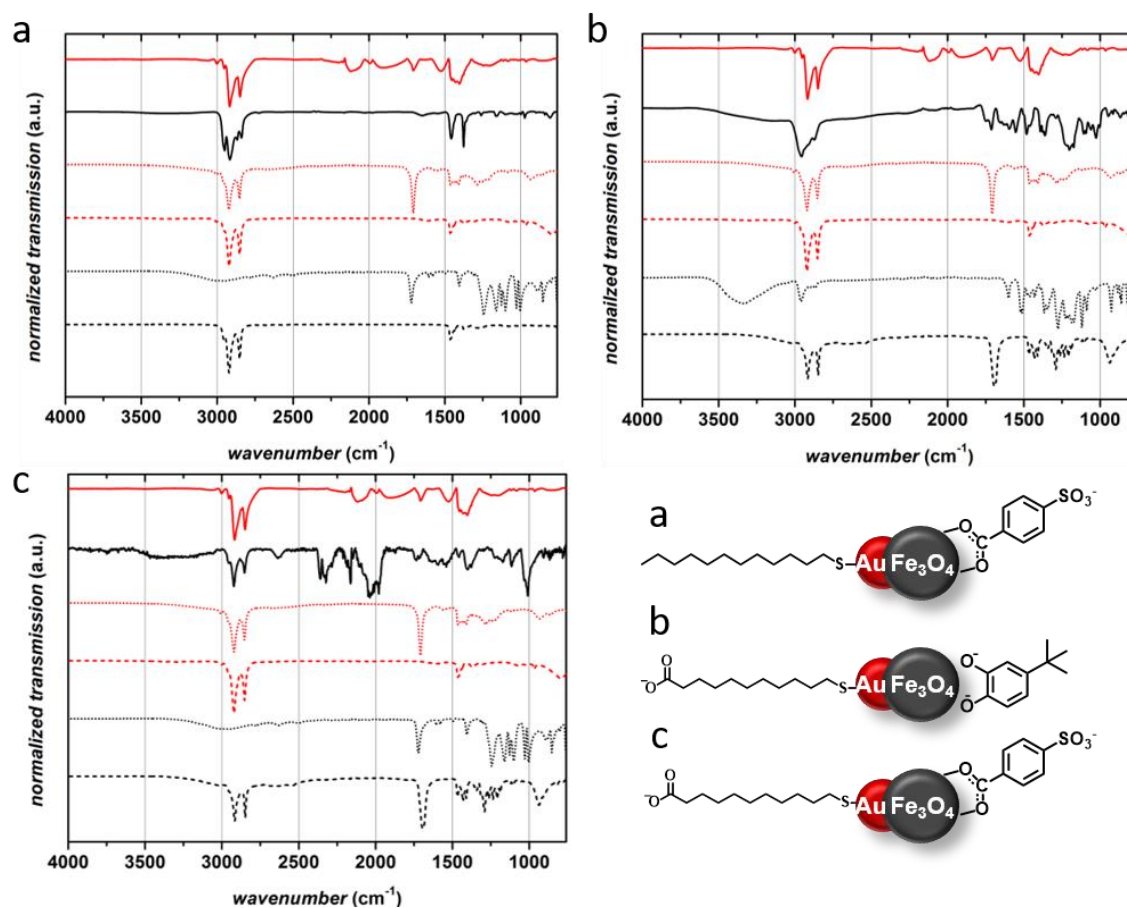 a
normalized transmission (a.u.)
4000 3500 3000 2500 2000 1500 1000
wavenumber (cm⁻¹)
b
normailzed transmission (a.u.)
4000 3500 3000 2500 2000 1500 1000
wavenumber (cm⁻¹)
c
normalized transmission (a.u.)
4000 3500 3000 2500 2000 1500 1000
wavenumber (cm⁻¹)
a
S Au Fe₃O₄ O C O SO₃⁻
b
O ⁻O S Au Fe₃O₄ O⁻ O⁻
c
O ⁻O S Au Fe₃O₄ O C O SO₃⁻